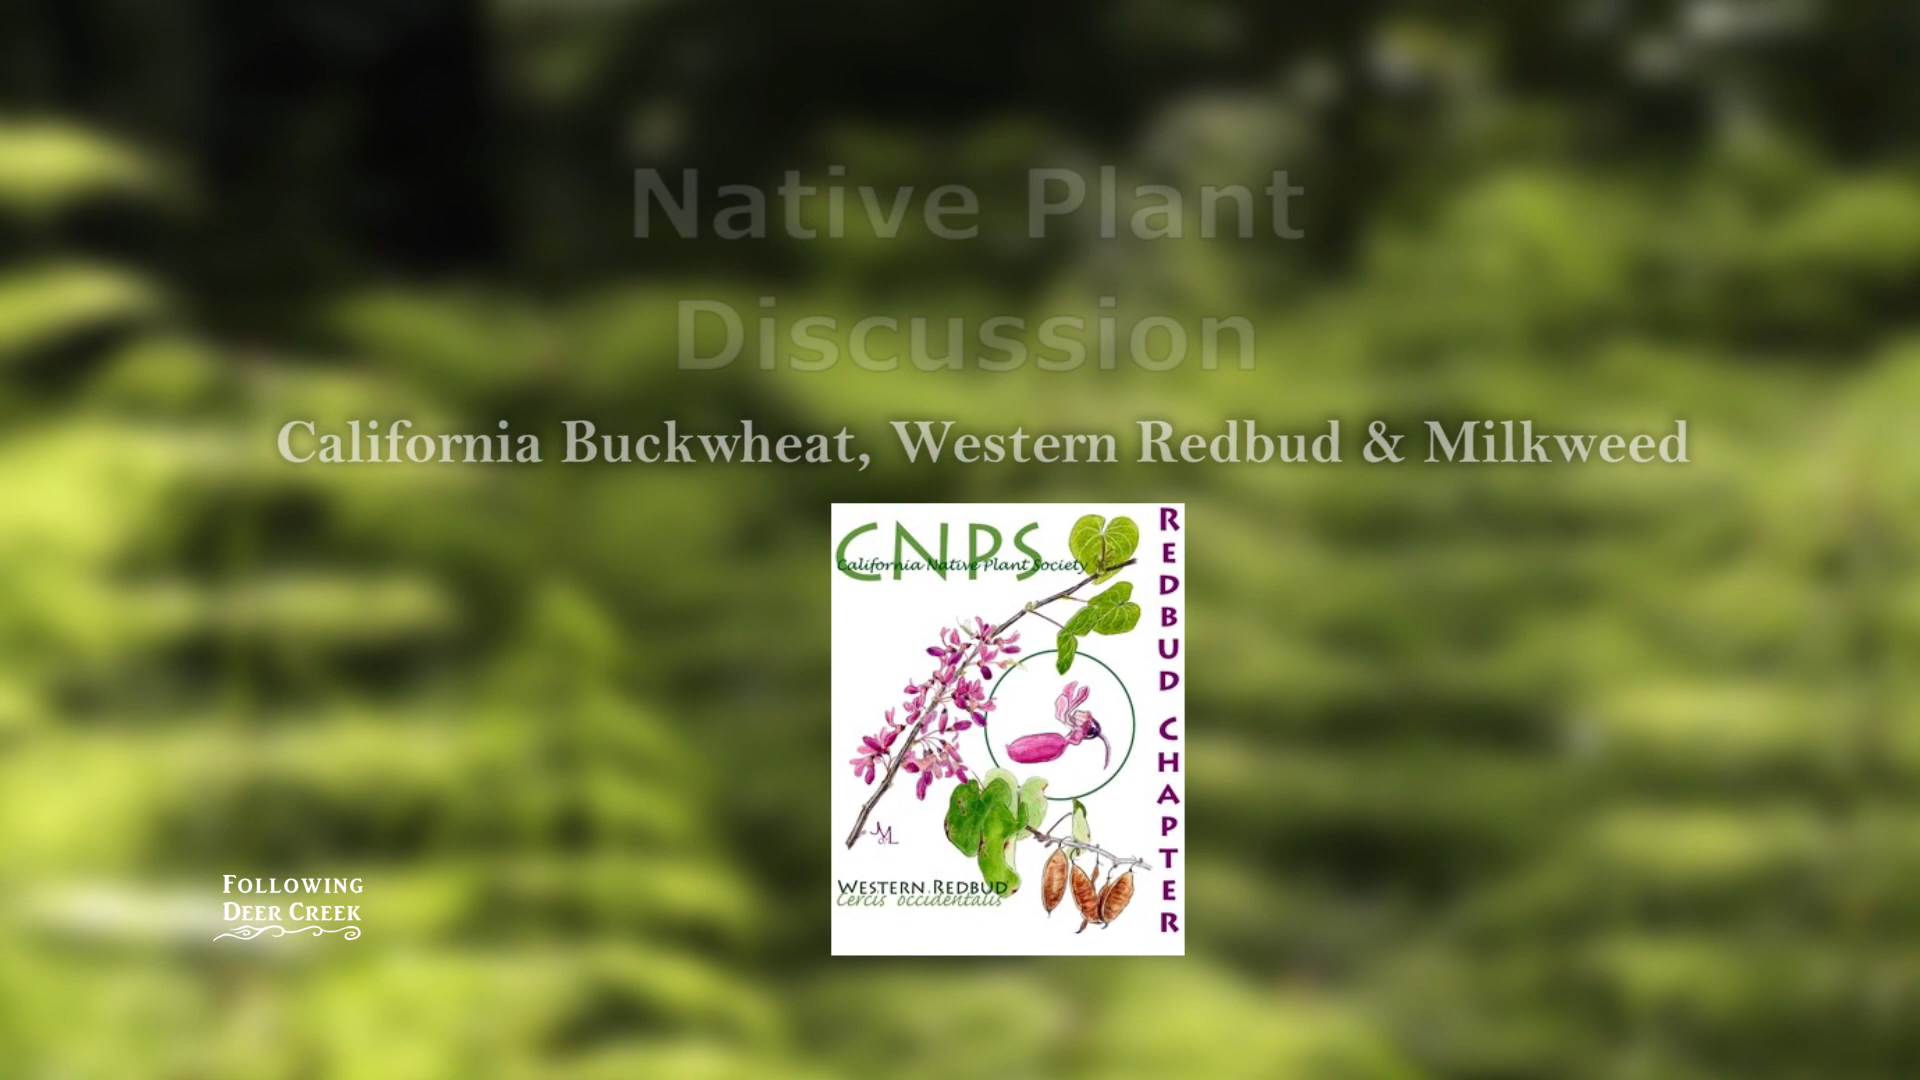 Native Plant
Discussion
California Buckwheat, Western Redbud & Milkweed
CNPS
California Native Plant Society
REDBUD CHAPTER
WESTERN REDBUD
Cercis occidentalis
FOLLOWING
DEER CREEK